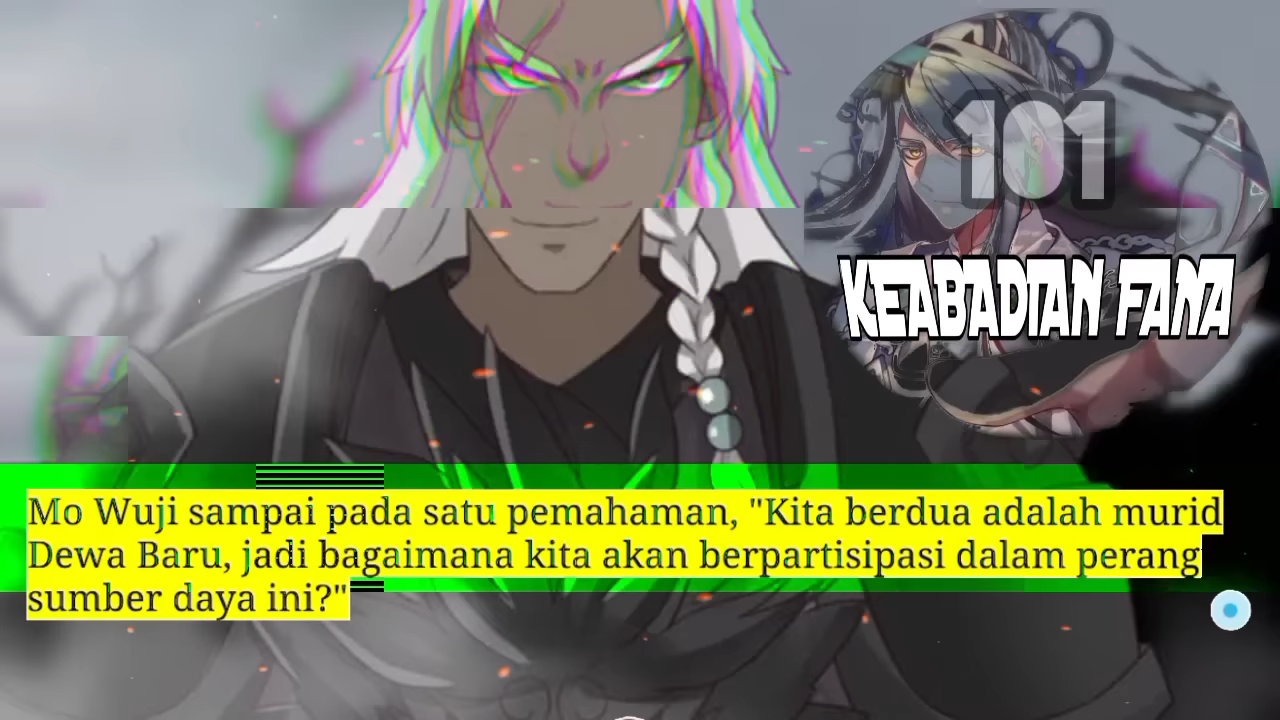 101
KEABADIAN FANA
Mo Wuji sampai pada satu pemahaman, "Kita berdua adalah murid
Dewa Baru, jadi bagaimana kita akan berpartisipasi dalam perang
sumber daya ini?"